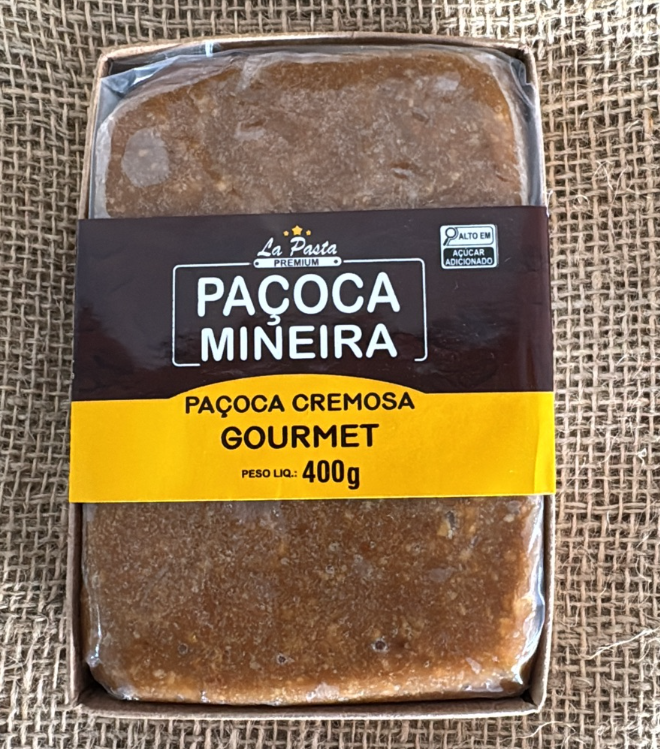 La Pasta
PREMIUM
ALTO EM
AÇÚCAR
ADICIONADO
PAÇOCA
MINEIRA
PAÇOCA CREMOSA
GOURMET
PESO LIQ.: 400g